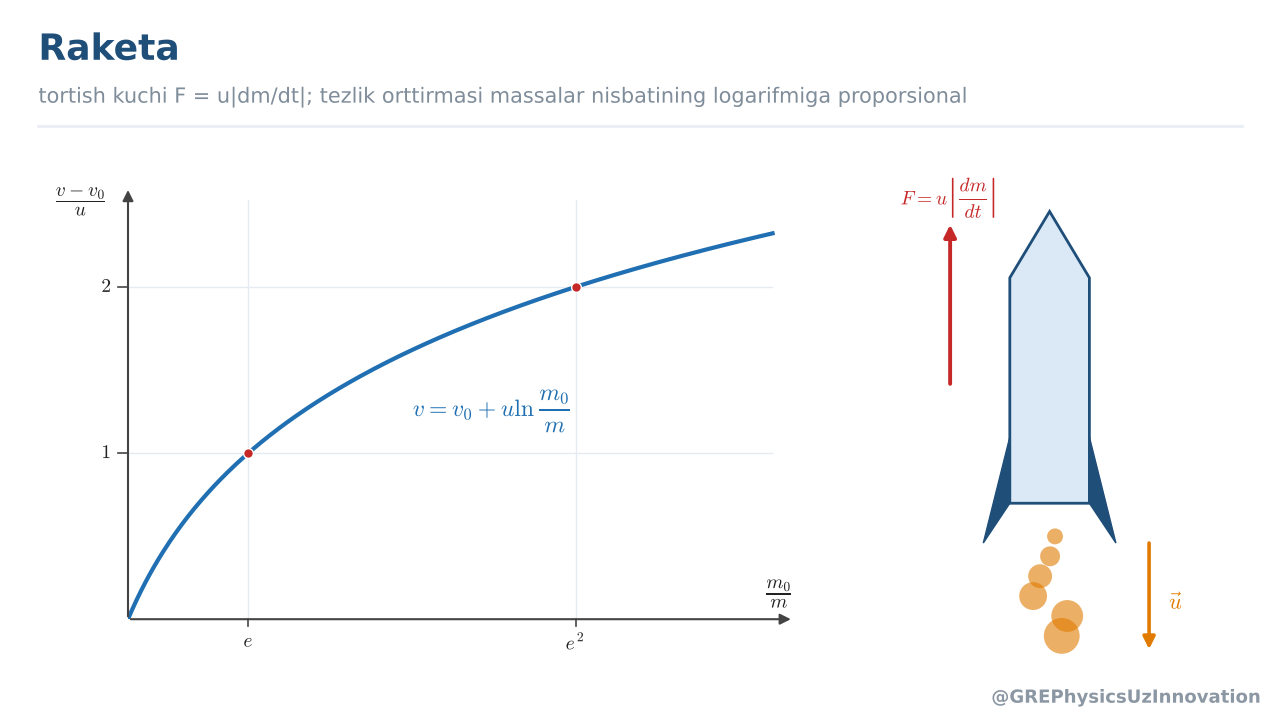 Raketa
tortish kuchi F = u|dm/dt|; tezlik orttirmasi massalar nisbatining logarifmiga proporsional
(v − v₀)/u
F = u|dm/dt|
2
v = v₀ + u ln m₀/m
1
m₀/m
e
e²
u⃗
@GREPhysicsUzInnovation